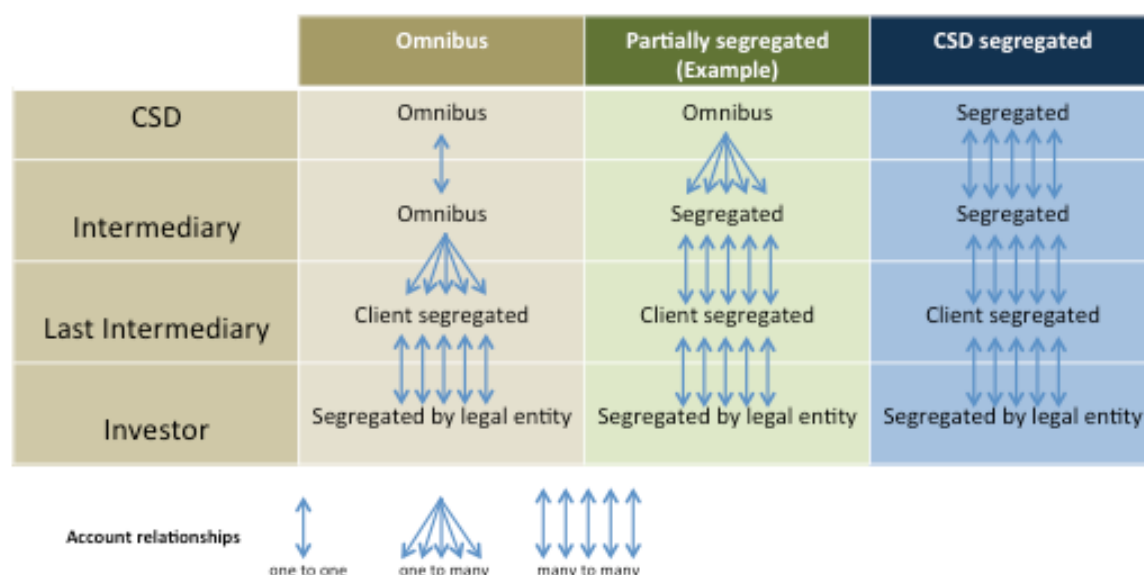 Omnibus
Partially segregated
(Example)
CSD segregated
CSD
Omnibus
Omnibus
Segregated
Intermediary
Omnibus
Segregated
Segregated
Last Intermediary
Client segregated
Client segregated
Client segregated
Investor
Segregated by legal entity
Segregated by legal entity
Segregated by legal entity
Account relationships
one to one
one to many
many to many